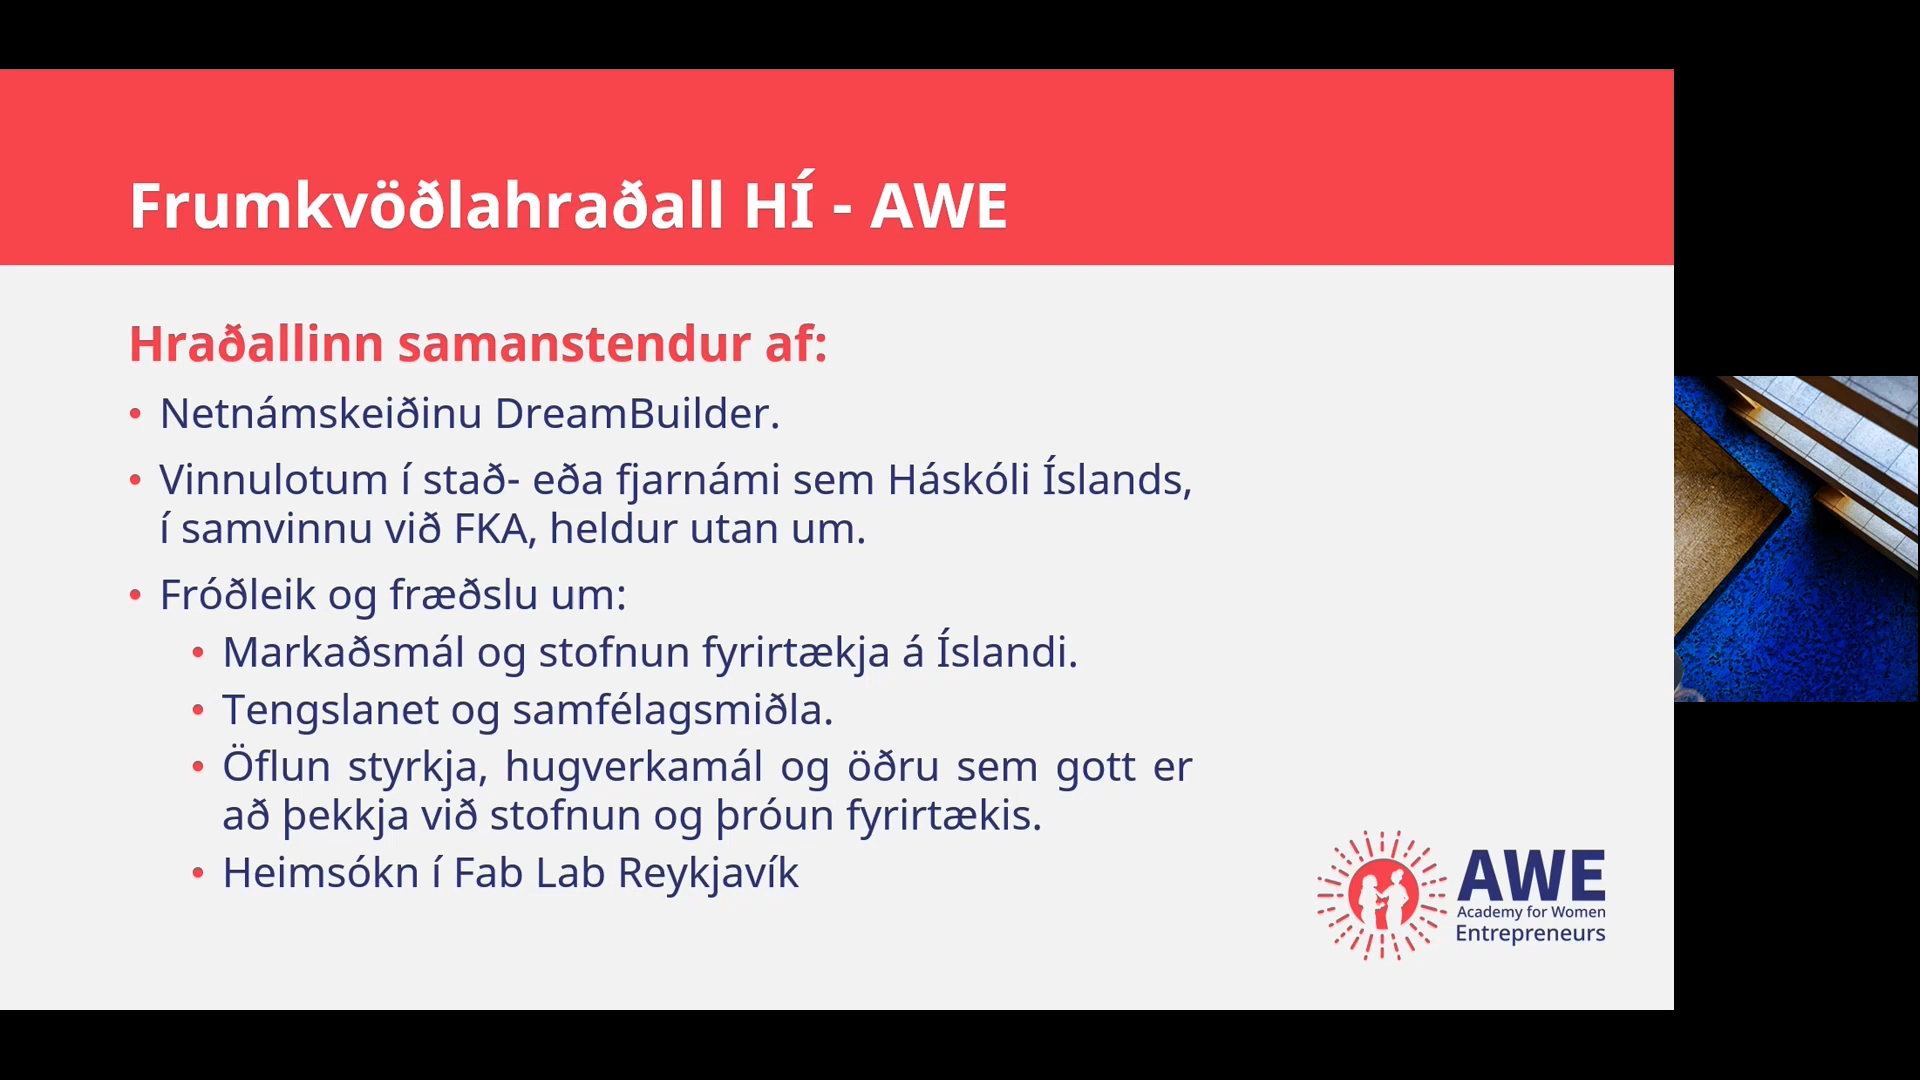 Frumkvöðlahraðall HÍ - AWE
Hraðallinn samanstendur af:
• Netnámskeiðinu DreamBuilder.
• Vinnulotum í stað- eða fjarnámi sem Háskóli Íslands,
í samvinnu við FKA, heldur utan um.
• Fróðleik og fræðslu um:
• Markaðsmál og stofnun fyrirtækja á Íslandi.
• Tengslanet og samfélagsmiðla.
• Öflun styrkja, hugverkamál og öðru sem gott er
að þekkja við stofnun og þróun fyrirtækis.
• Heimsókn í Fab Lab Reykjavík
AWE
Academy for Women
Entrepreneurs